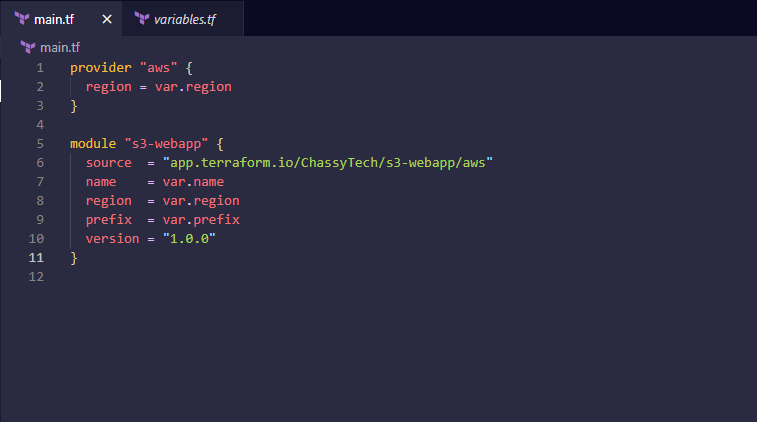 main.tf × variables.tf
main.tf
1 provider "aws" {
2   region = var.region
3 }
4
5 module "s3-webapp" {
6   source  = "app.terraform.io/ChassyTech/s3-webapp/aws"
7   name    = var.name
8   region  = var.region
9   prefix  = var.prefix
10   version = "1.0.0"
11 }
12